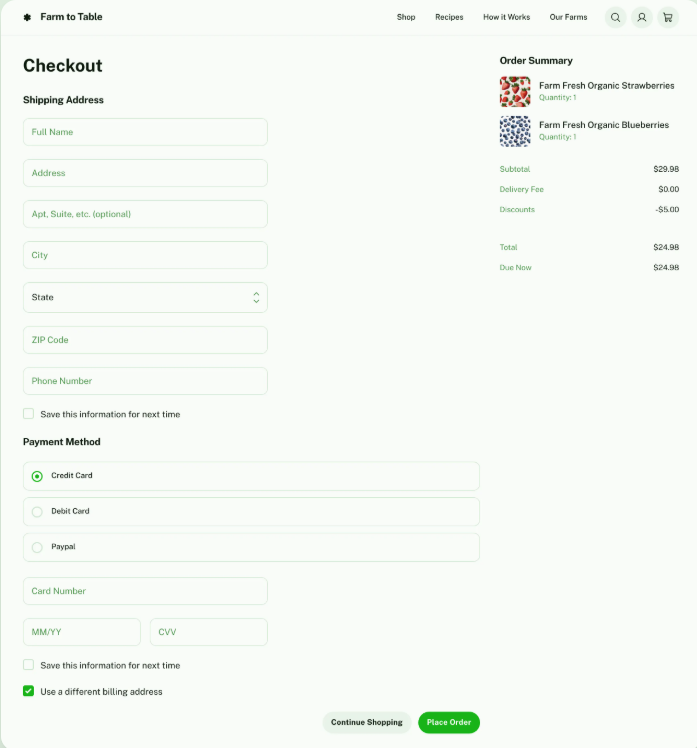 Farm to Table
Shop Recipes How it Works Our Farms
Checkout
Shipping Address
Full Name
Address
Apt, Suite, etc. (optional)
City
State
ZIP Code
Phone Number
Save this information for next time
Payment Method
Credit Card
Debit Card
Paypal
Card Number
MM/YY CVV
Save this information for next time
Use a different billing address
Continue Shopping Place Order
Order Summary
Farm Fresh Organic Strawberries
Quantity: 1
Farm Fresh Organic Blueberries
Quantity: 1
Subtotal $29.98
Delivery Fee $0.00
Discounts -$5.00
Total $24.98
Due Now $24.98